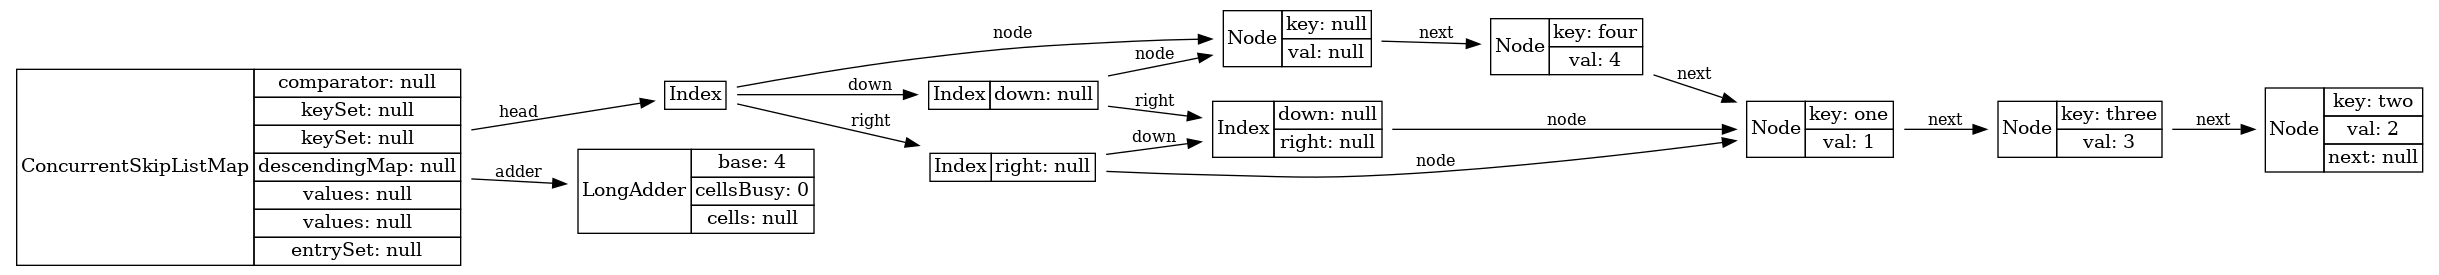 ConcurrentSkipListMap
comparator: null
keySet: null
keySet: null
descendingMap: null
values: null
values: null
entrySet: null
head
adder
Index
LongAdder
base: 4
cellsBusy: 0
cells: null
node
down
right
Index
down: null
Index
right: null
node
right
down
node
Node
key: null
val: null
Index
down: null
right: null
next
node
Node
key: four
val: 4
next
Node
key: one
val: 1
next
Node
key: three
val: 3
next
Node
key: two
val: 2
next: null